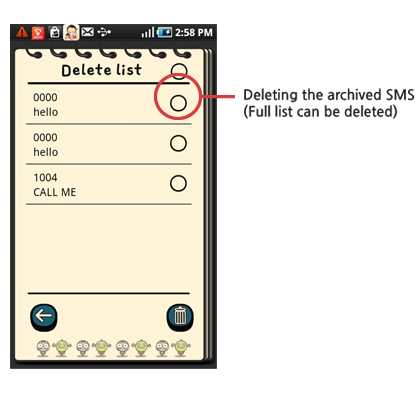 2:58 PM
Delete list
0000
hello
0000
hello
1004
CALL ME
Deleting the archived SMS
(Full list can be deleted)